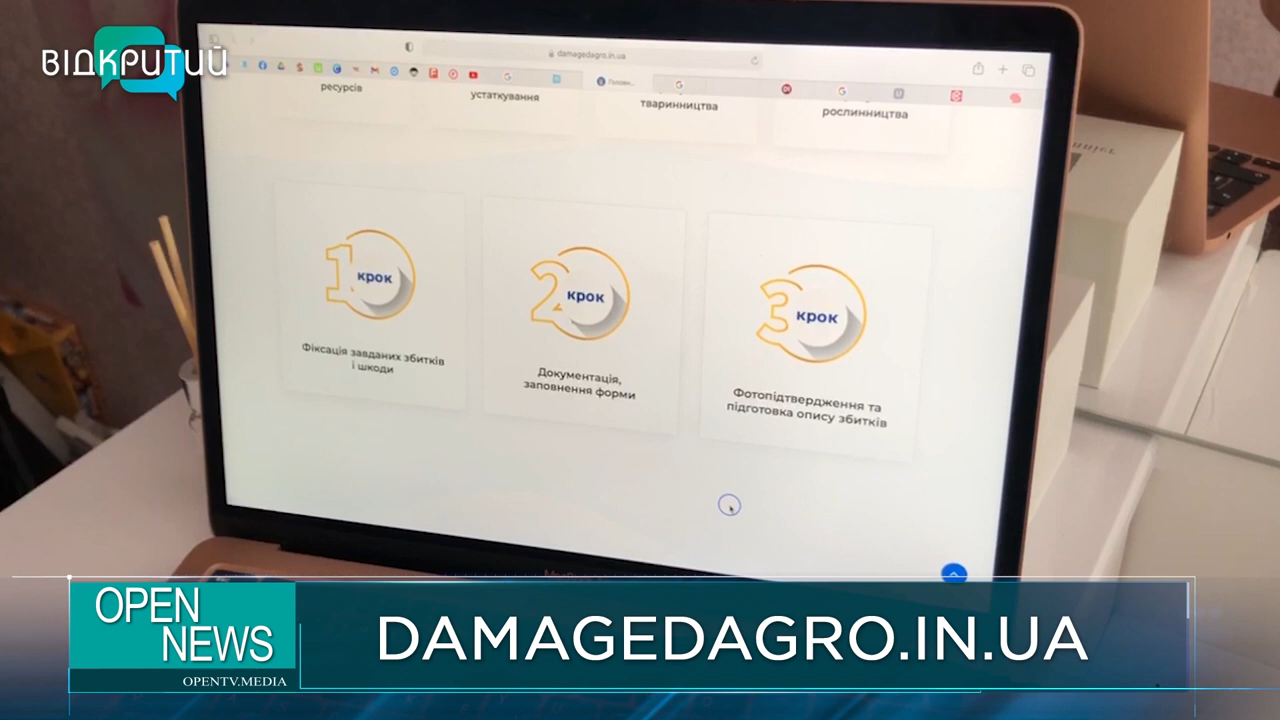 ВІДКРИТИЙ
damagedagro.in.ua
ресурсів
устаткування
тваринництва
рослинництва
1 крок
Фіксація завданих збитків
і шкоди
2 крок
Документація,
заповнення форми
3 крок
Фотопідтвердження та
підготовка опису збитків
OPEN
NEWS
OPENTV.MEDIA
DAMAGEDAGRO.IN.UA